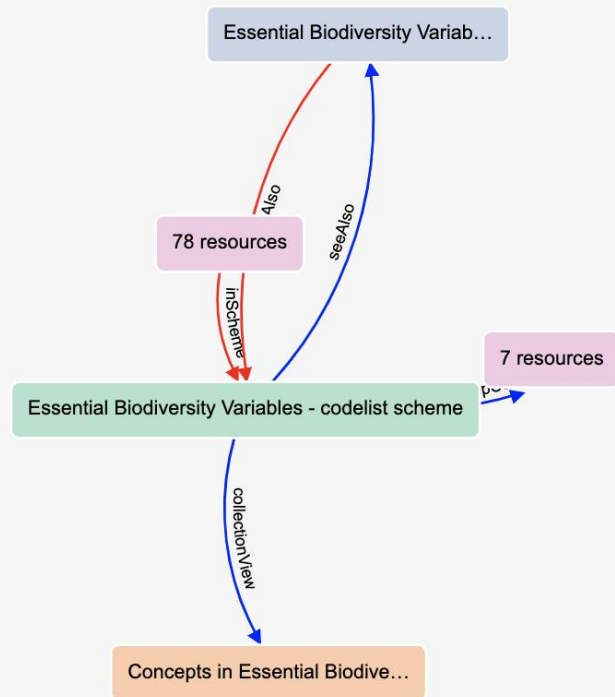 Essential Biodiversity Variab…
Also
78 resources
seeAlso
inScheme
7 resources
Essential Biodiversity Variables - codelist scheme
collectionView
Concepts in Essential Biodive…